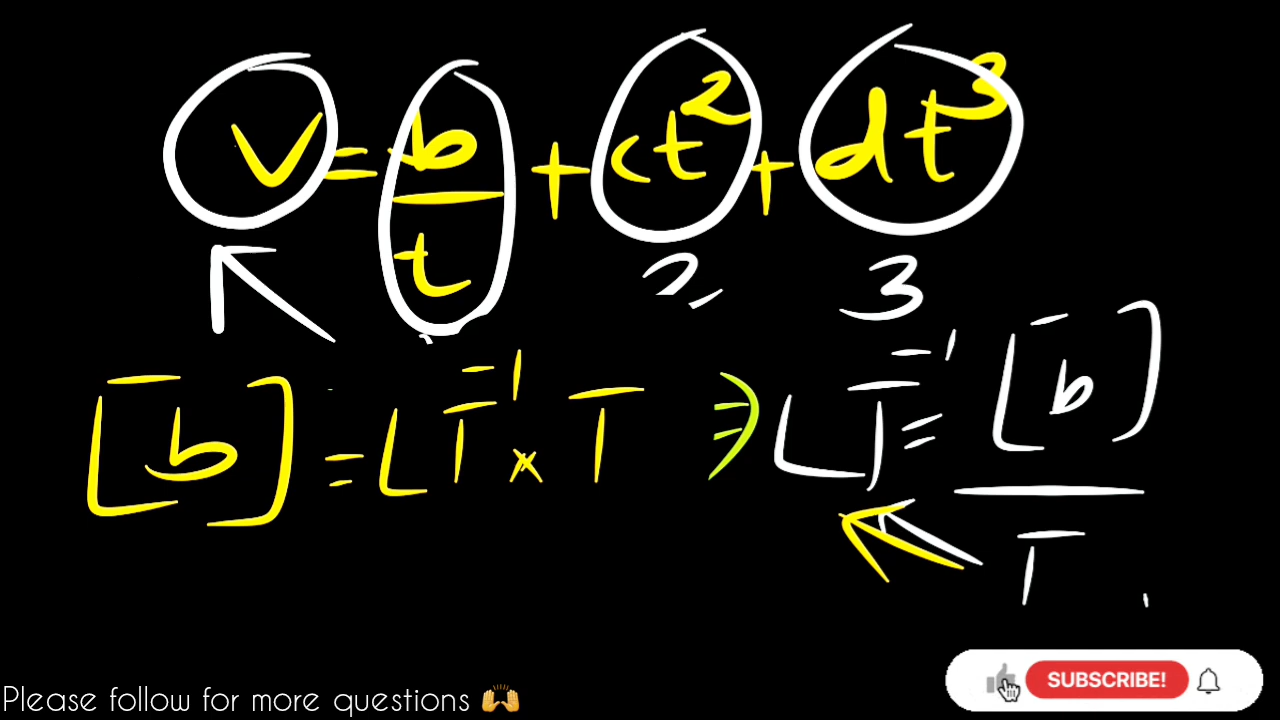 v = b/t + ct² + dt³
2 3
[b] = LT⁻¹ × T ⇒ LT⁻¹ = [b]/T
SUBSCRIBE!
Please follow for more questions 🙌